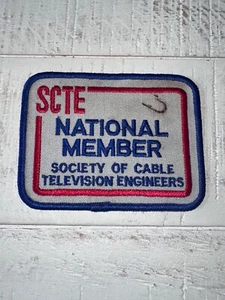 SCTE
NATIONAL
MEMBER
SOCIETY OF CABLE
TELEVISION ENGINEERS